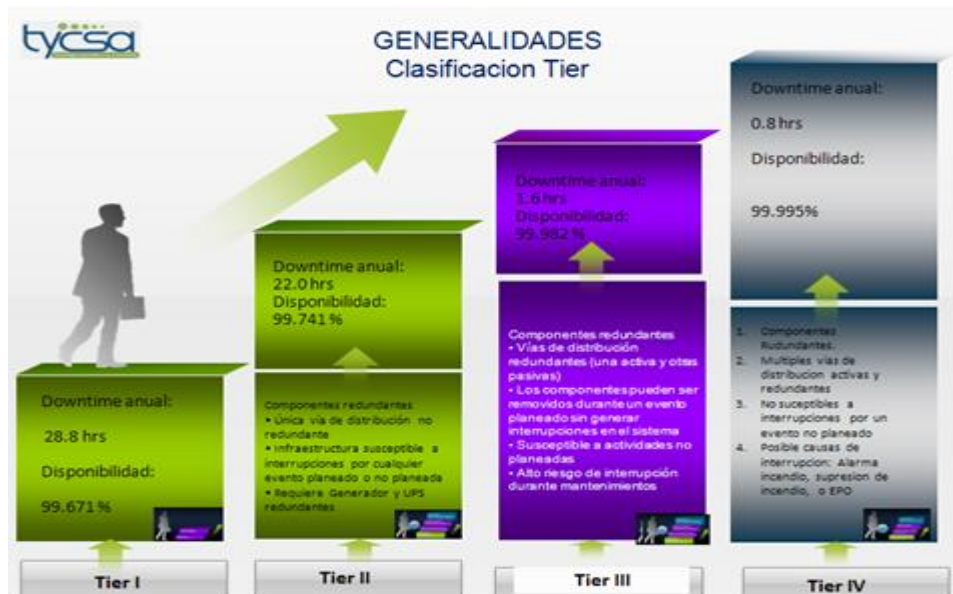 tycsa
GENERALIDADES
Clasificacion Tier
Downtime anual:
28.8 hrs
Disponibilidad:
99.671%
Tier I
Downtime anual:
22.0 hrs
Disponibilidad:
99.741%
Componentes redundantes
• Única vía de distribución no
redundante
• Infraestructura susceptible a
interrupciones por cualquier
evento planeado o no planeada
• Requiere Generador y UPS
redundantes
Tier II
Downtime anual:
1.6 hrs
Disponibilidad:
99.982%
Componentes redundantes
• Vías de distribución
redundantes (una activa y otras
pasivas)
• Los componentes pueden ser
removidos durante un evento
planeado sin generar
interrupciones en el sistema
• Susceptible a actividades no
planeadas
• Alto riesgo de interrupción
durante mantenimientos
Tier III
Downtime anual:
0.8 hrs
Disponibilidad:
99.995%
1. Componentes
Rudundantes.
2. Multiples vias de
distribucion activas y
redundantes
3. No suceptibles a
interrupciones por un
evento no planeado
4. Posible causas de
interrupcion: Alarma
incendio, supresion de
incendio, o EPO
Tier IV